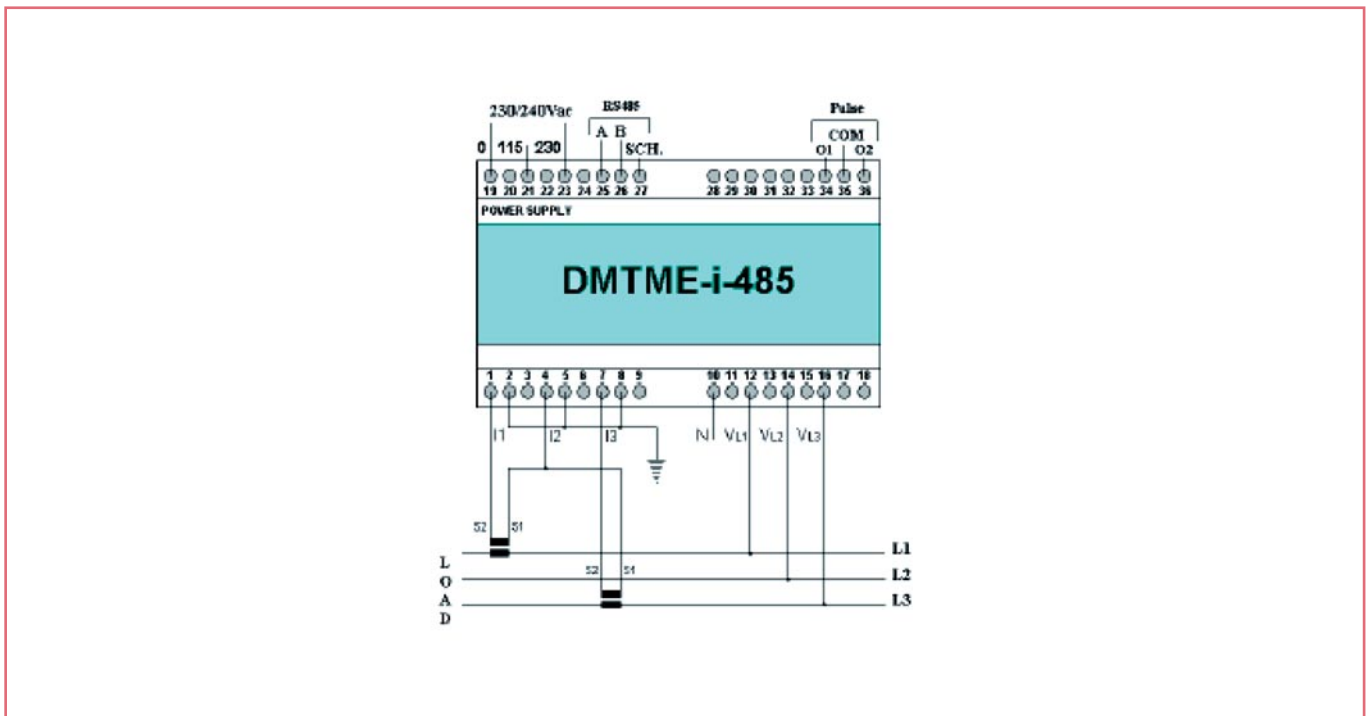 230/240Vac RS485 Pulse
A B COM
0 115 230 SCH. O1 O2
19 20 21 22 23 24 25 26 27 28 29 30 31 32 33 34 35 36
POWER SUPPLY
DMTME-i-485
1 2 3 4 5 6 7 8 9 10 11 12 13 14 15 16 17 18
I1 I2 I3 N VL1 VL2 VL3
S2 S1
L1
L S2 S1
O L2
A L3
D